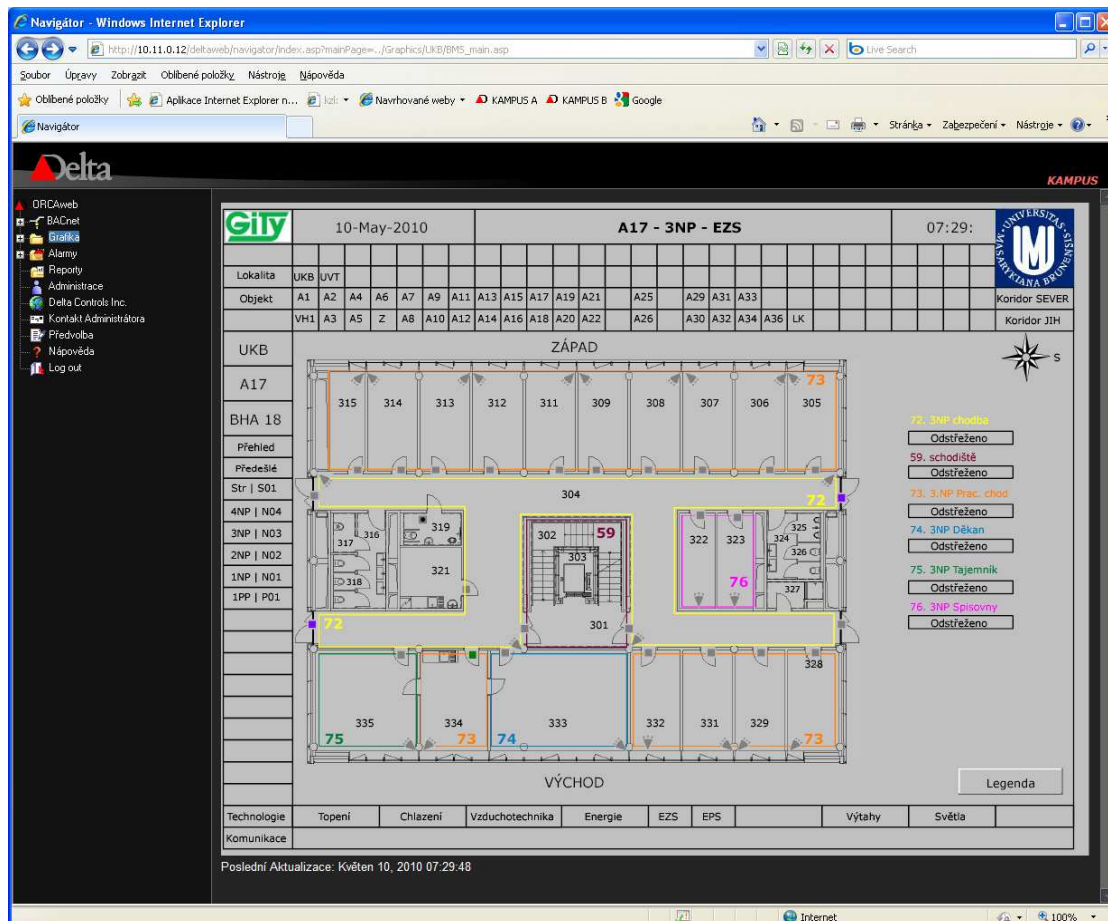 Navigátor - Windows Internet Explorer
http://10.11.0.12/deltaweb/navigator/index.asp?mainPage=../Graphics/UKB/BMS_main.asp
Live Search
Soubor Úpravy Zobrazit Oblíbené položky Nástroje Nápověda
Oblíbené položky Aplikace Internet Explorer n... Navrhované weby KAMPUS A KAMPUS B Google
Navigátor
Stránka Zabezpečení Nástroje
Delta
KAMPUS
ORCAweb
BACnet
Grafika
Alarmy
Reporty
Administrace
Delta Controls Inc.
Kontakt Administrátora
Předvolba
Nápověda
Log out
GiTy 10-May-2010 A17 - 3NP - EZS 07:29:
Lokalita UKB UVT
Objekt A1 A2 A4 A6 A7 A9 A11 A13 A15 A17 A19 A21 A25 A29 A31 A33 Koridor SEVER
VH1 A3 A5 Z A8 A10 A12 A14 A16 A18 A20 A22 A26 A30 A32 A34 A36 LK Koridor JIH
UKB
A17
BHA 18
Přehled
Předešlé
Str | S01
4NP | N04
3NP | N03
2NP | N02
1NP | N01
1PP | P01
ZÁPAD
S
73
315 314 313 312 311 309 308 307 306 305
304
72
319
317 316
321
318
302 59
303
301
322 323
76
325
324
326
327
72
328
335 334 333 332 331 329
75 73 74 73
VÝCHOD
72. 3NP chodba
Odstřeženo
59. schodiště
Odstřeženo
73. 3.NP Prac. chod
Odstřeženo
74. 3NP Děkan
Odstřeženo
75. 3NP Tajemník
Odstřeženo
76. 3NP Spisovny
Odstřeženo
Legenda
Technologie Topení Chlazení Vzduchotechnika Energie EZS EPS Výtahy Světla
Komunikace
Poslední Aktualizace: Květen 10, 2010 07:29:48
Internet 100%